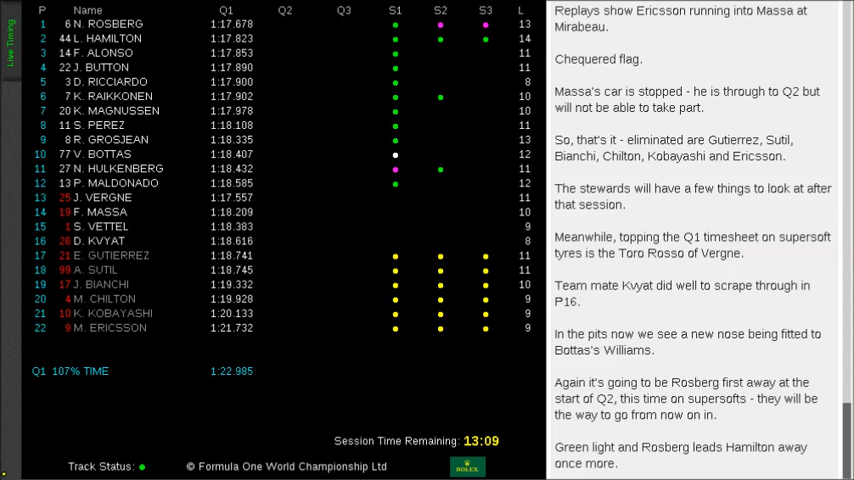 Live Timing
P Name Q1 Q2 Q3 S1 S2 S3 L
1 6 N. ROSBERG 1:17.678 13
2 44 L. HAMILTON 1:17.823 14
3 14 F. ALONSO 1:17.853 11
4 22 J. BUTTON 1:17.890 11
5 3 D. RICCIARDO 1:17.900 8
6 7 K. RAIKKONEN 1:17.902 10
7 20 K. MAGNUSSEN 1:17.978 10
8 11 S. PEREZ 1:18.108 11
9 8 R. GROSJEAN 1:18.335 13
10 77 V. BOTTAS 1:18.407 12
11 27 N. HULKENBERG 1:18.432 11
12 13 P. MALDONADO 1:18.585 12
13 25 J. VERGNE 1:17.557 11
14 19 F. MASSA 1:18.209 10
15 1 S. VETTEL 1:18.383 9
16 26 D. KVYAT 1:18.616 8
17 21 E. GUTIERREZ 1:18.741 11
18 99 A. SUTIL 1:18.745 11
19 17 J. BIANCHI 1:19.332 10
20 4 M. CHILTON 1:19.928 9
21 10 K. KOBAYASHI 1:20.133 9
22 9 M. ERICSSON 1:21.732 9
Q1 107% TIME 1:22.985
Session Time Remaining: 13:09
Track Status: © Formula One World Championship Ltd ROLEX
Replays show Ericsson running into Massa at
Mirabeau.
Chequered flag.
Massa's car is stopped - he is through to Q2 but
will not be able to take part.
So, that's it - eliminated are Gutierrez, Sutil,
Bianchi, Chilton, Kobayashi and Ericsson.
The stewards will have a few things to look at after
that session.
Meanwhile, topping the Q1 timesheet on supersoft
tyres is the Toro Rosso of Vergne.
Team mate Kvyat did well to scrape through in
P16.
In the pits now we see a new nose being fitted to
Bottas's Williams.
Again it's going to be Rosberg first away at the
start of Q2, this time on supersofts - they will be
the way to go from now on in.
Green light and Rosberg leads Hamilton away
once more.